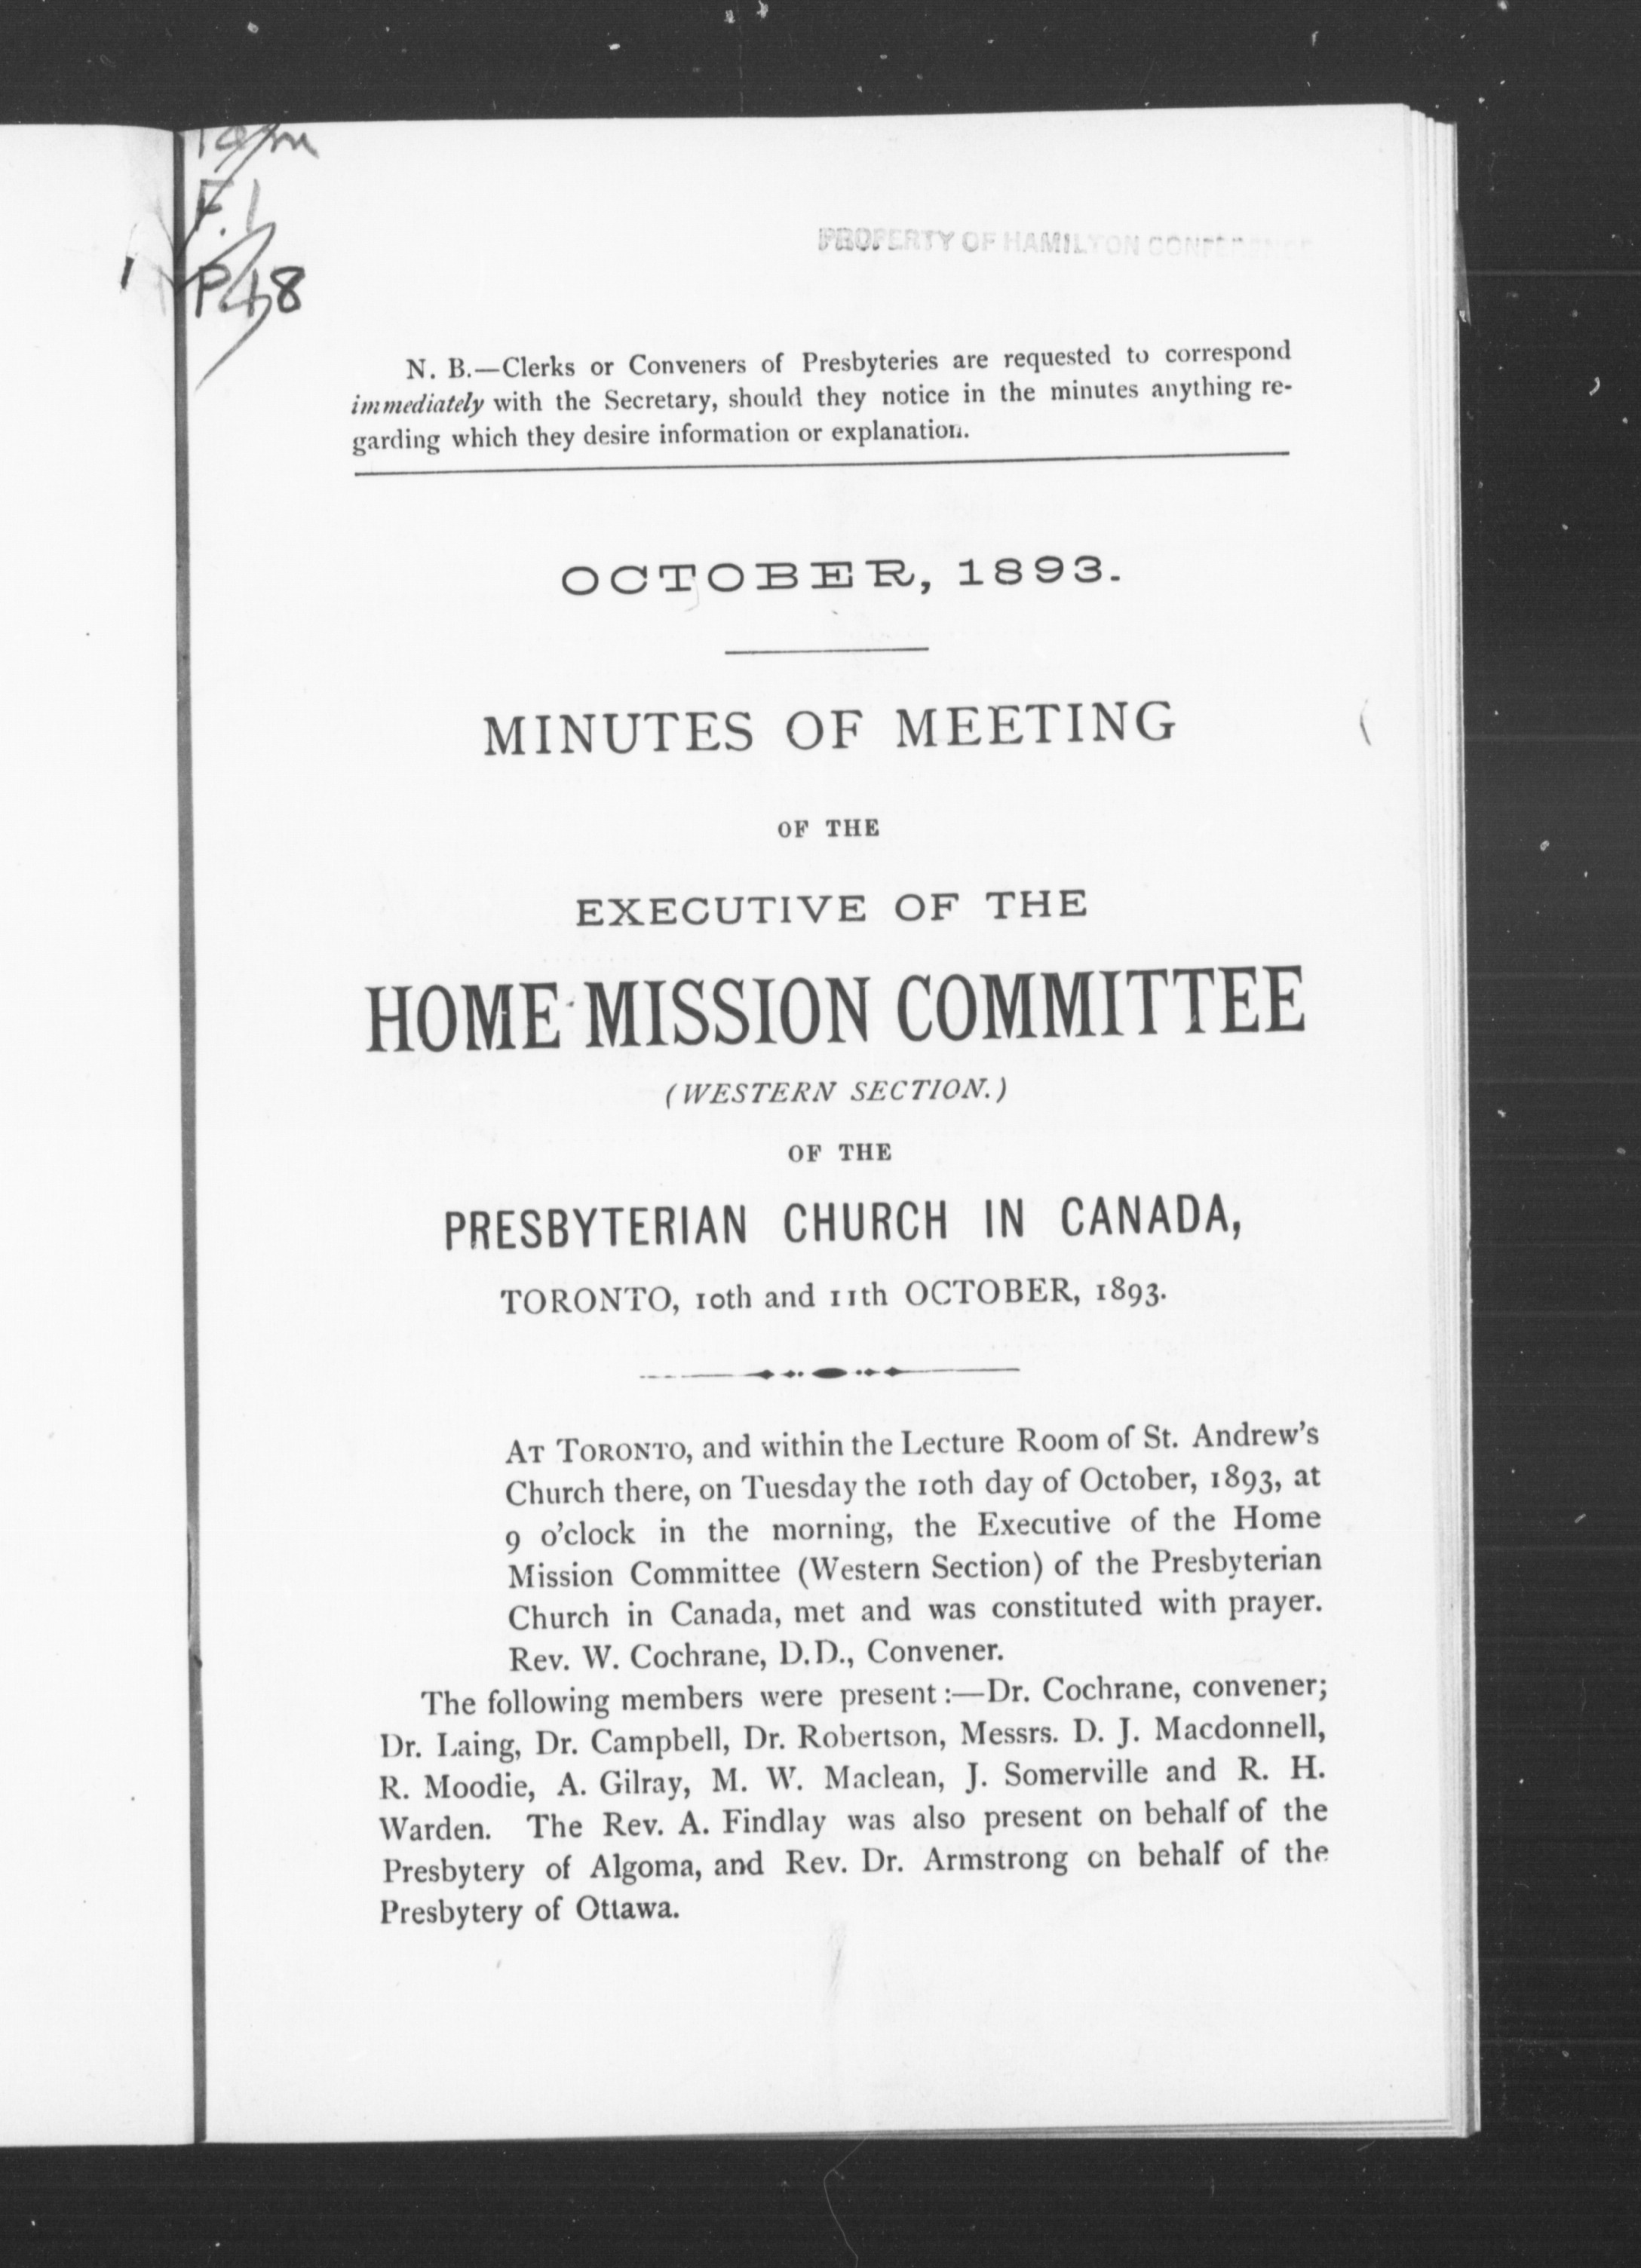 F. 1
P.48
PROPERTY OF HAMILTON CONFERENCE
N. B.—Clerks or Conveners of Presbyteries are requested to correspond
immediately with the Secretary, should they notice in the minutes anything re-
garding which they desire information or explanation.
OCTOBER, 1893.
MINUTES OF MEETING
OF THE
EXECUTIVE OF THE
HOME MISSION COMMITTEE
(WESTERN SECTION.)
OF THE
PRESBYTERIAN CHURCH IN CANADA,
TORONTO, 10th and 11th OCTOBER, 1893.
AT TORONTO, and within the Lecture Room of St. Andrew's
Church there, on Tuesday the 10th day of October, 1893, at
9 o'clock in the morning, the Executive of the Home
Mission Committee (Western Section) of the Presbyterian
Church in Canada, met and was constituted with prayer.
Rev. W. Cochrane, D.D., Convener.
The following members were present:—Dr. Cochrane, convener;
Dr. Laing, Dr. Campbell, Dr. Robertson, Messrs. D. J. Macdonnell,
R. Moodie, A. Gilray, M. W. Maclean, J. Somerville and R. H.
Warden. The Rev. A. Findlay was also present on behalf of the
Presbytery of Algoma, and Rev. Dr. Armstrong on behalf of the
Presbytery of Ottawa.